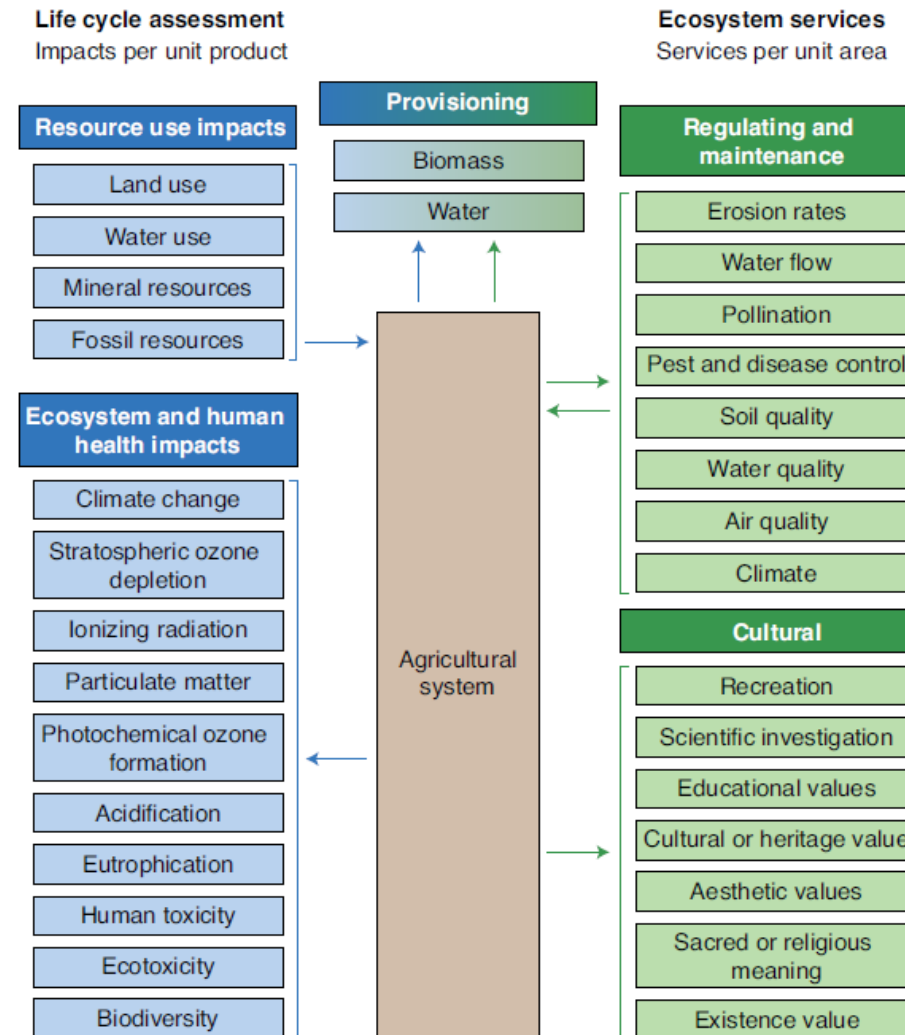 Life cycle assessment
Impacts per unit product
Resource use impacts
Land use
Water use
Mineral resources
Fossil resources
Ecosystem and human
health impacts
Climate change
Stratospheric ozone
depletion
Ionizing radiation
Particulate matter
Photochemical ozone
formation
Acidification
Eutrophication
Human toxicity
Ecotoxicity
Biodiversity
Provisioning
Biomass
Water
Agricultural
system
Ecosystem services
Services per unit area
Regulating and
maintenance
Erosion rates
Water flow
Pollination
Pest and disease control
Soil quality
Water quality
Air quality
Climate
Cultural
Recreation
Scientific investigation
Educational values
Cultural or heritage value
Aesthetic values
Sacred or religious
meaning
Existence value